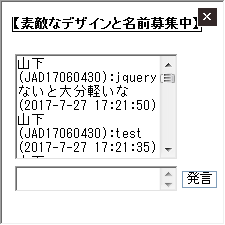 【素敵なデザインと名前募集中】
山下
(JAD17060430):jquery
ないと大分軽いな
(2017-7-27 17:21:50)
山下
(JAD17060430):test
(2017-7-27 17:21:35)
発言